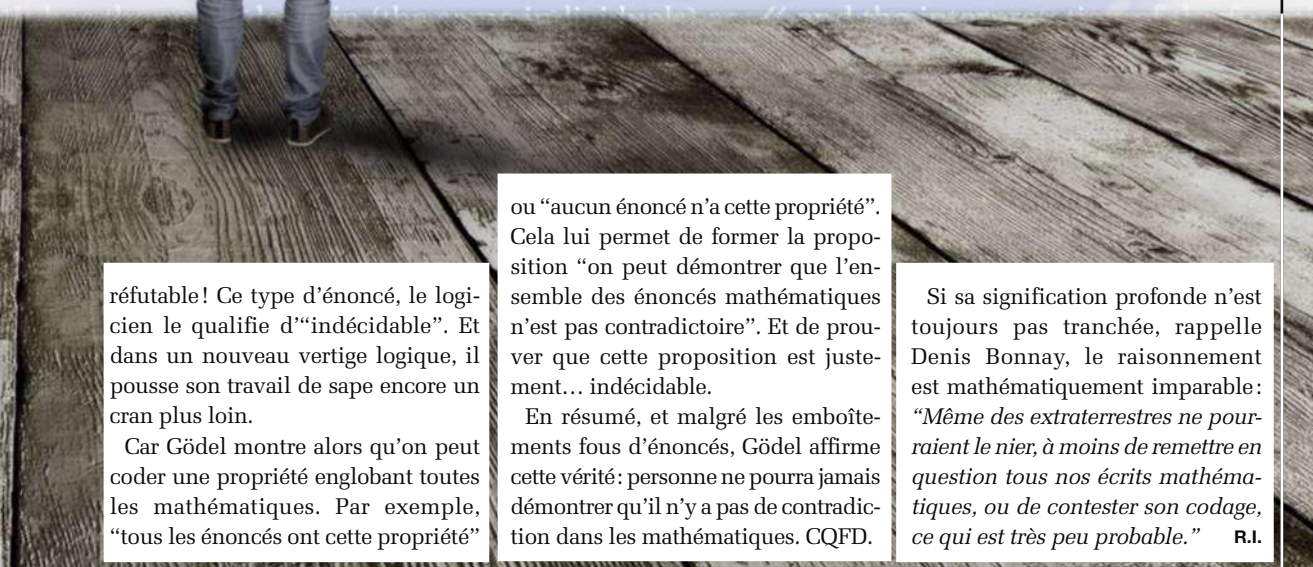 réfutable ! Ce type d’énoncé, le logi-
cien le qualifie d’“indécidable”. Et
dans un nouveau vertige logique, il
pousse son travail de sape encore un
cran plus loin.
Car Gödel montre alors qu’on peut
coder une propriété englobant toutes
les mathématiques. Par exemple,
“tous les énoncés ont cette propriété”
ou “aucun énoncé n’a cette propriété”.
Cela lui permet de former la propo-
sition “on peut démontrer que l’en-
semble des énoncés mathématiques
n’est pas contradictoire”. Et de prou-
ver que cette proposition est juste-
ment… indécidable.
En résumé, et malgré les emboîte-
ments fous d’énoncés, Gödel affirme
cette vérité : personne ne pourra jamais
démontrer qu’il n’y a pas de contradic-
tion dans les mathématiques. CQFD.
Si sa signification profonde n’est
toujours pas tranchée, rappelle
Denis Bonnay, le raisonnement
est mathématiquement imparable :
“Même des extraterrestres ne pour-
raient le nier, à moins de remettre en
question tous nos écrits mathéma-
tiques, ou de contester son codage,
ce qui est très peu probable.” R.I.